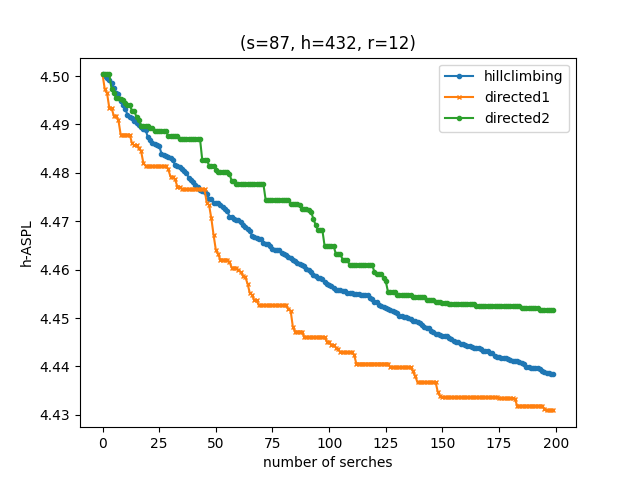 (s=87, h=432, r=12)
hillclimbing
directed1
directed2
4.50
4.49
4.48
4.47
4.46
4.45
4.44
4.43
h-ASPL
0 25 50 75 100 125 150 175 200
number of serches